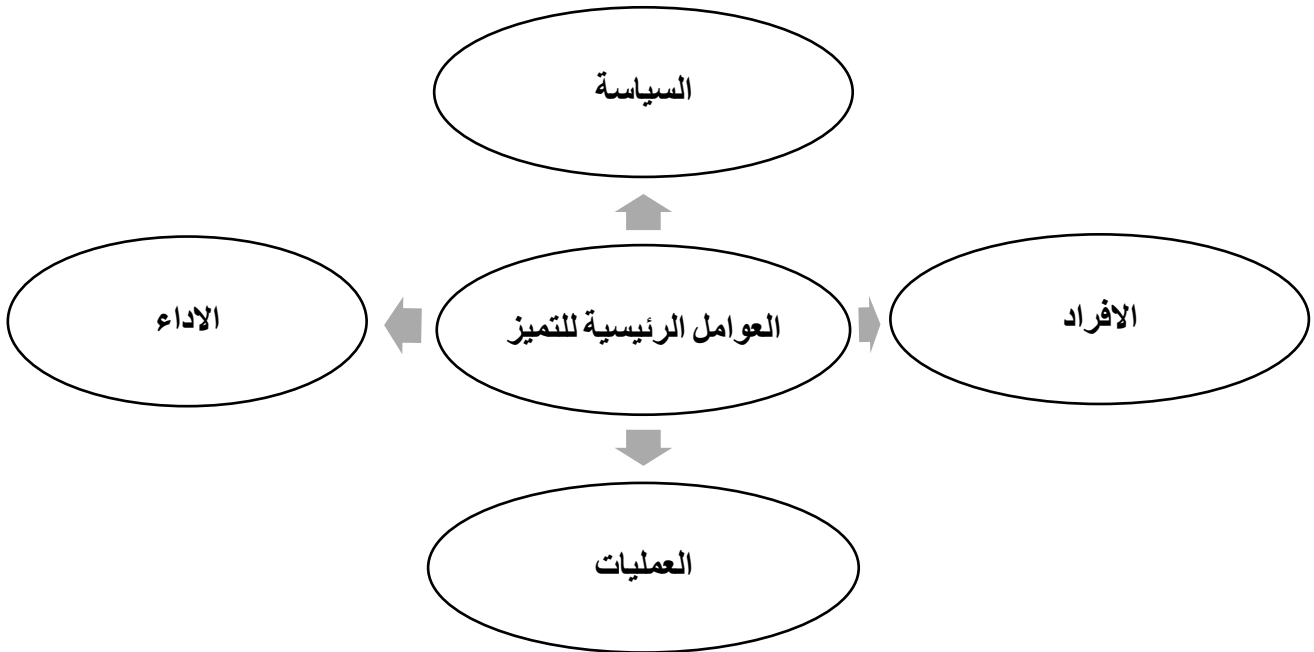 السياسة
الافراد
العوامل الرئيسية للتميز
الاداء
العمليات